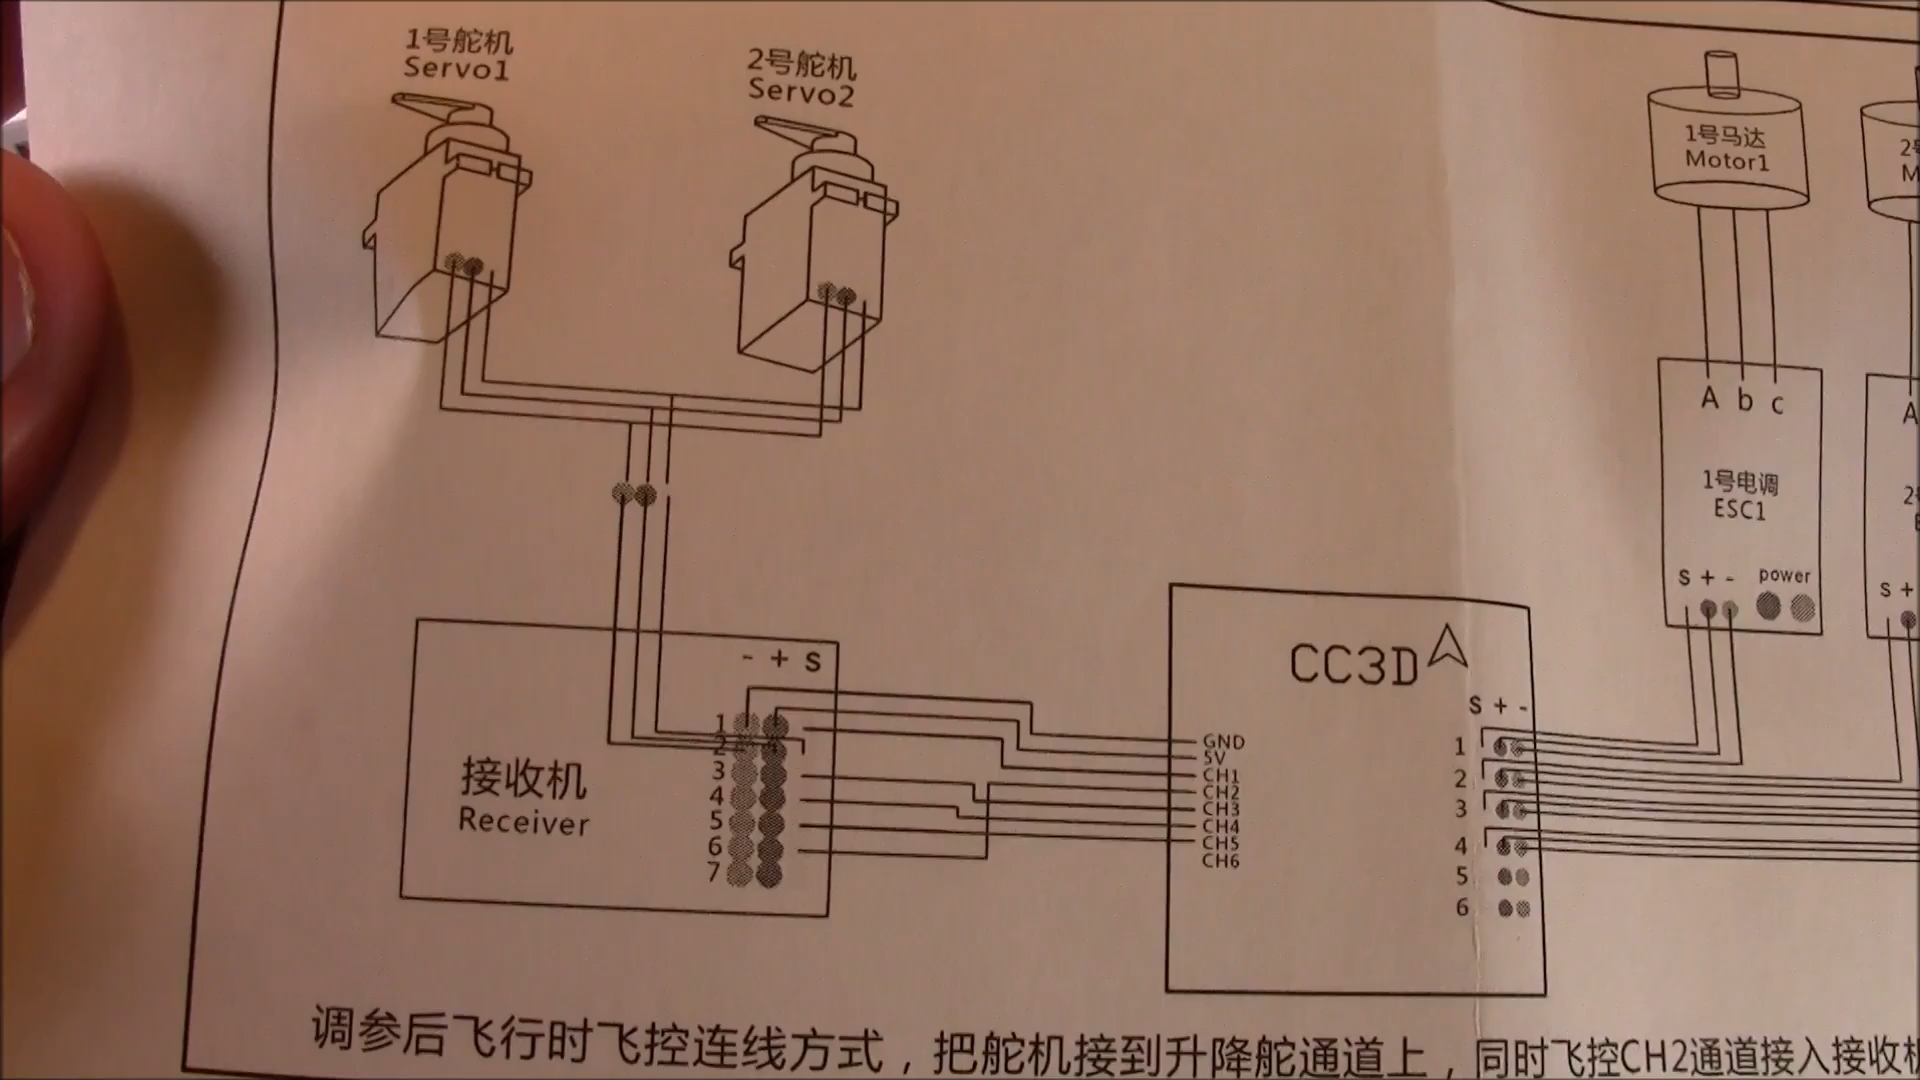 1号舵机
Servo1
2号舵机
Servo2
1号马达
Motor1
A b c
A
1号电调
ESC1
S + - power
S +
- + S
1
2
3
4
5
6
7
接收机
Receiver
CC3D
GND
5V
CH1
CH2
CH3
CH4
CH5
CH6
S + -
1
2
3
4
5
6
调参后飞行时飞控连线方式，把舵机接到升降舵通道上，同时飞控CH2通道接入接收机